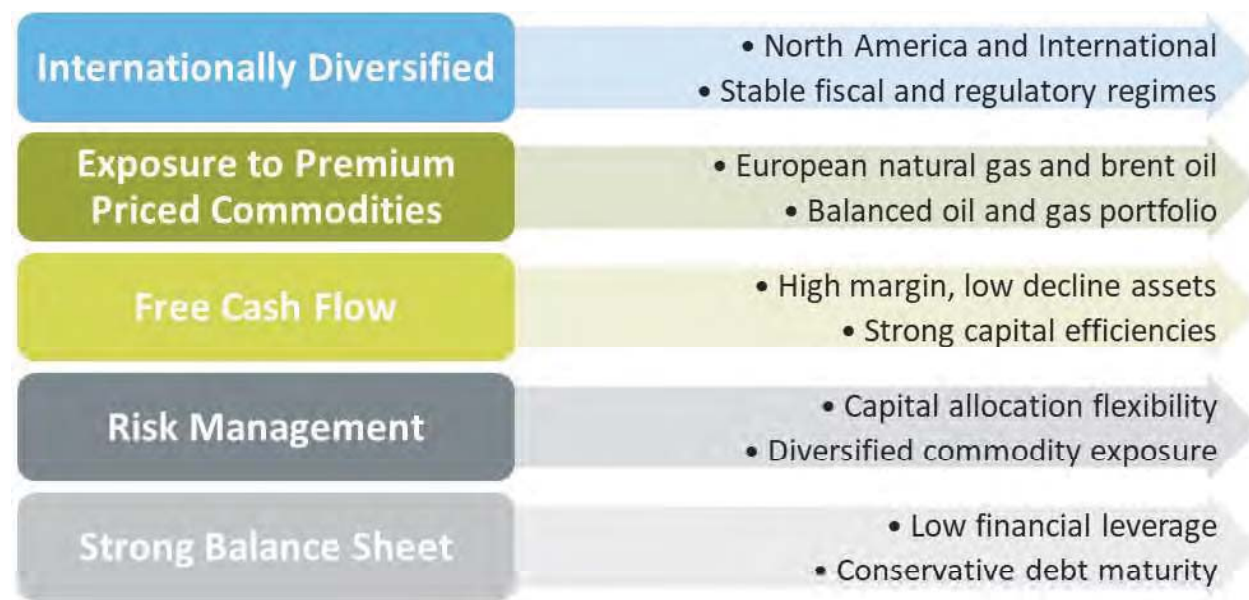 Internationally Diversified
• North America and International
• Stable fiscal and regulatory regimes
Exposure to Premium
Priced Commodities
• European natural gas and brent oil
• Balanced oil and gas portfolio
Free Cash Flow
• High margin, low decline assets
• Strong capital efficiencies
Risk Management
• Capital allocation flexibility
• Diversified commodity exposure
Strong Balance Sheet
• Low financial leverage
• Conservative debt maturity